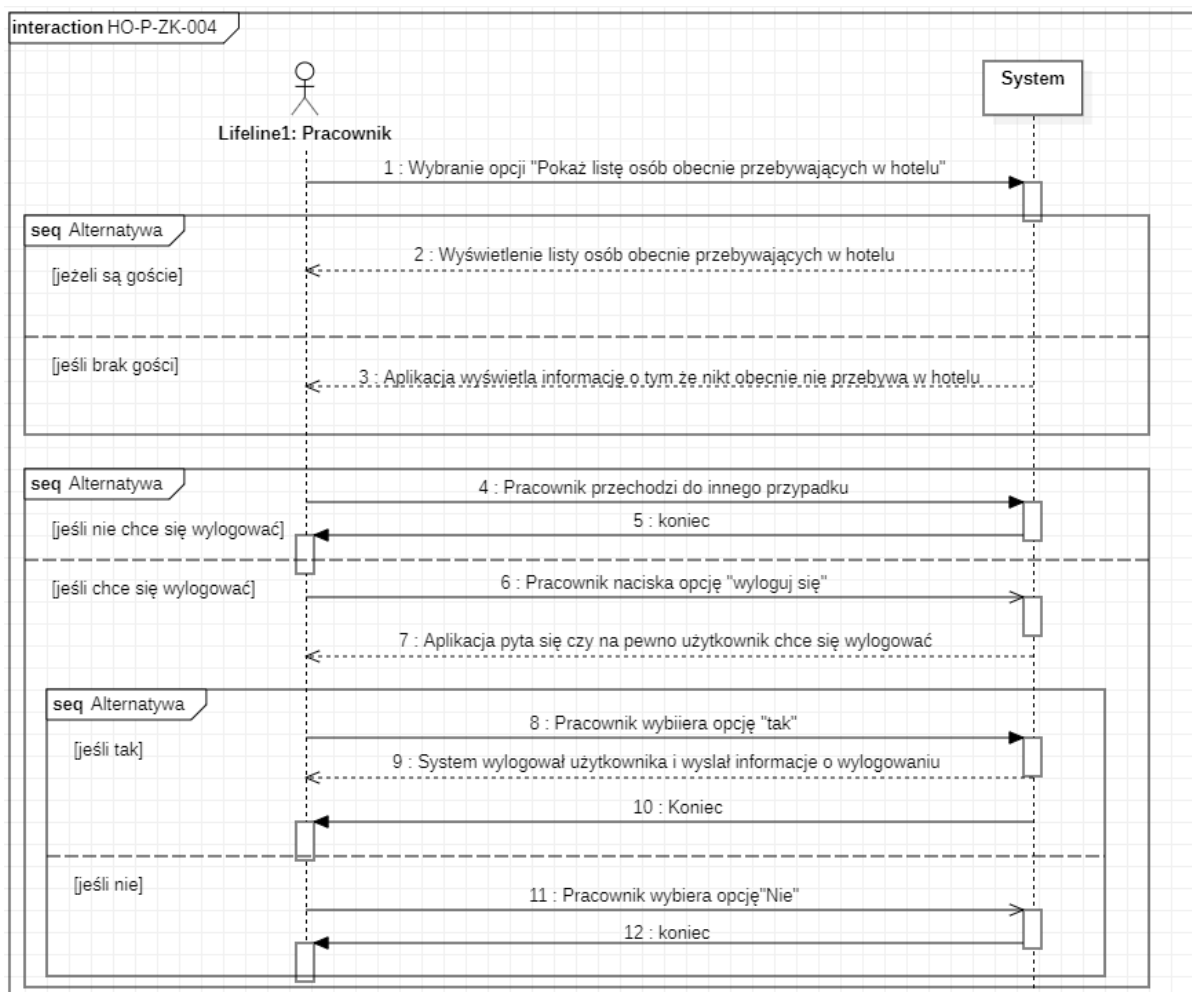 interaction HO-P-ZK-004
System
Lifeline1: Pracownik
1 : Wybranie opcji "Pokaż listę osób obecnie przebywających w hotelu"
seq Alternatywa
2 : Wyświetlenie listy osób obecnie przebywających w hotelu
[jeżeli są goście]
[jeśli brak gości]
3 : Aplikacja wyświetla informację o tym że nikt obecnie nie przebywa w hotelu
seq Alternatywa
4 : Pracownik przechodzi do innego przypadku
5 : koniec
[jeśli nie chce się wylogować]
[jeśli chce się wylogować]
6 : Pracownik naciska opcję "wyloguj się"
7 : Aplikacja pyta się czy na pewno użytkownik chce się wylogować
seq Alternatywa
8 : Pracownik wybiiera opcję "tak"
[jeśli tak]
9 : System wylogował użytkownika i wyslał informacje o wylogowaniu
10 : Koniec
[jeśli nie]
11 : Pracownik wybiera opcję"Nie"
12 : koniec